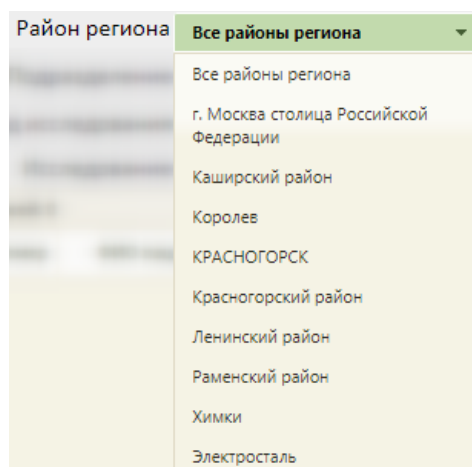 Район региона Все районы региона
Все районы региона
г. Москва столица Российской
Федерации
Каширский район
Королев
КРАСНОГОРСК
Красногорский район
Ленинский район
Раменский район
Химки
Электросталь